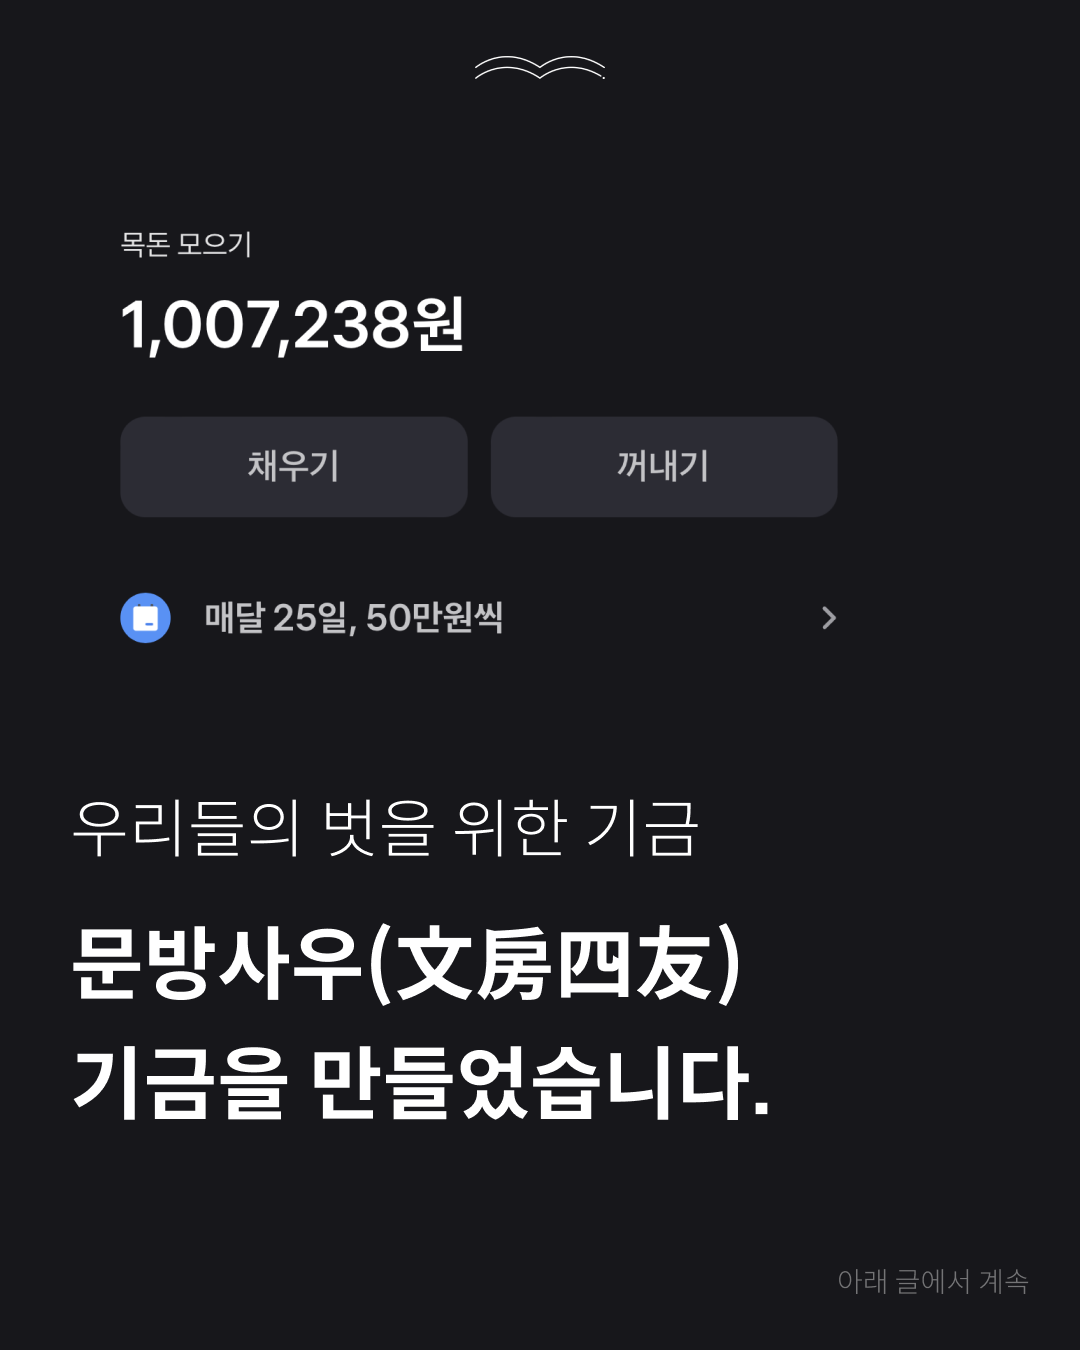 목돈 모으기
1,007,238원
채우기
꺼내기
매달 25일, 50만원씩
우리들의 벗을 위한 기금
문방사우(文房四友)
기금을 만들었습니다.
아래 글에서 계속